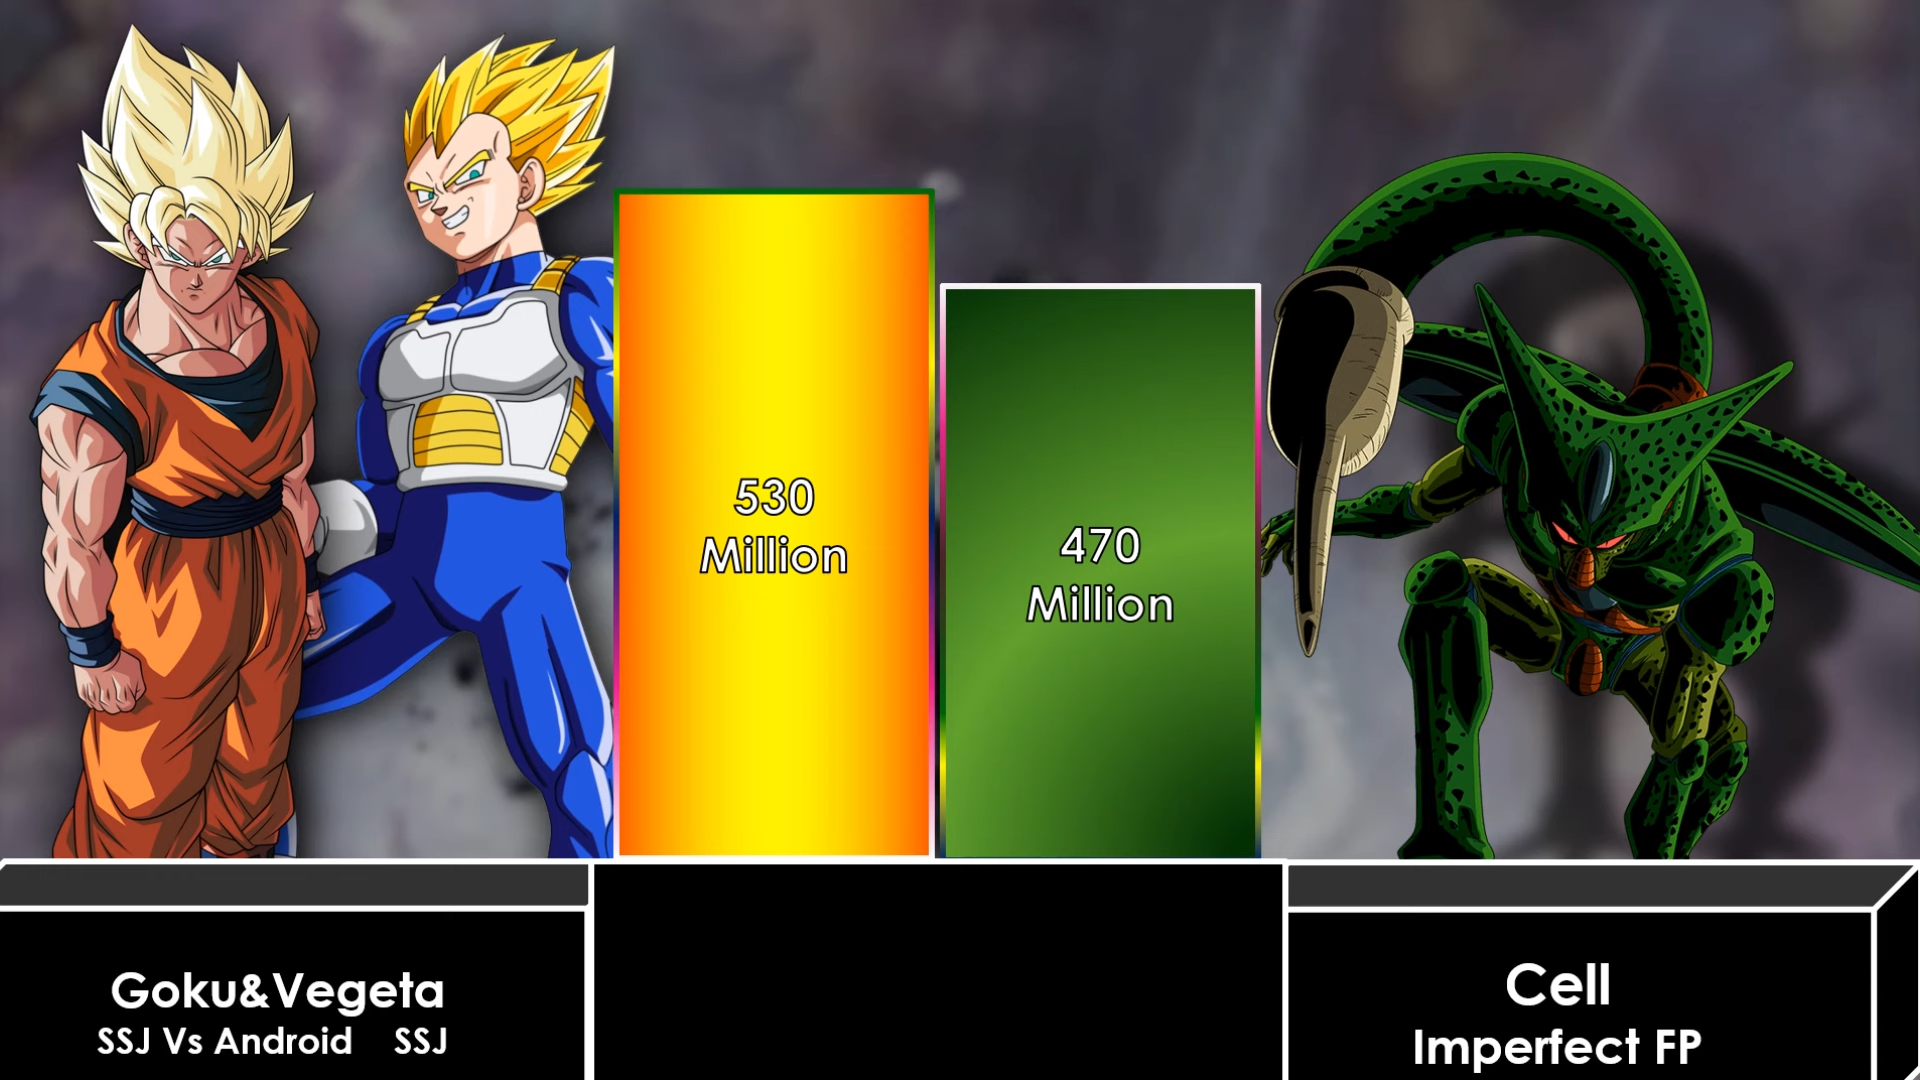 530
Million
470
Million
Goku&Vegeta
SSJ Vs Android SSJ
Cell
Imperfect FP